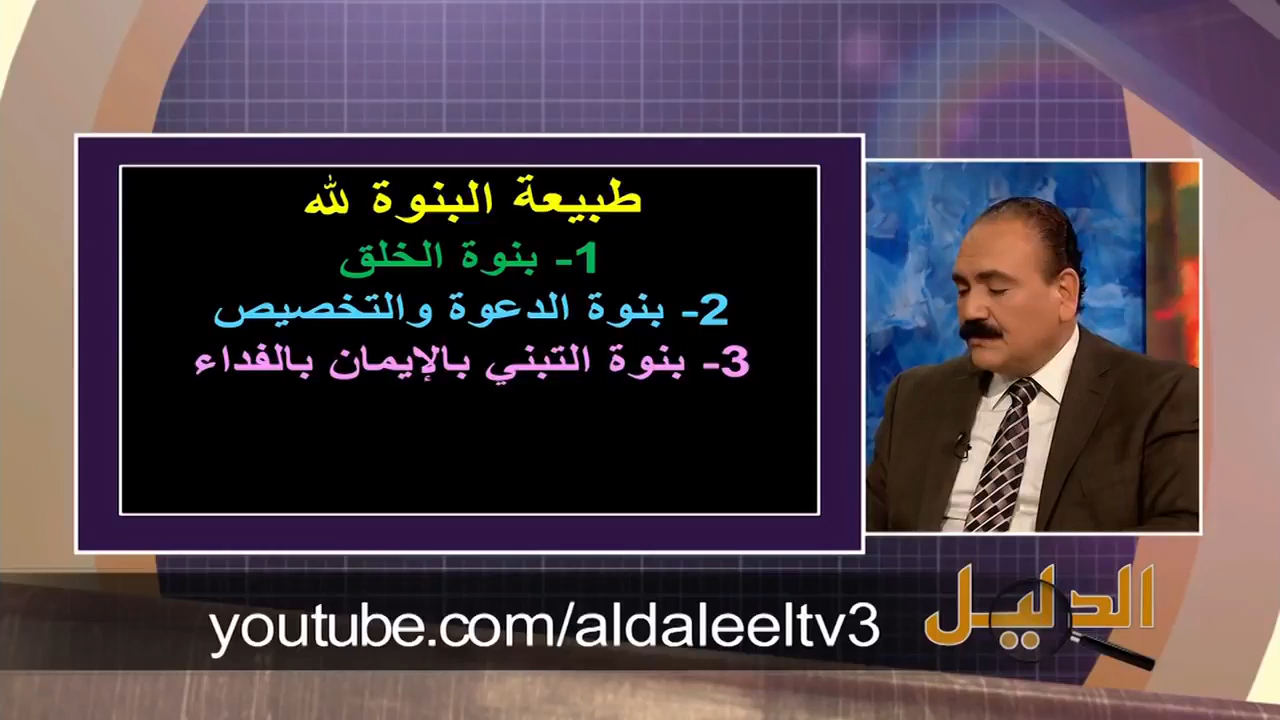 طبيعة البنوة لله
1- بنوة الخلق
2- بنوة الدعوة والتخصيص
3- بنوة التبني بالإيمان بالفداء
youtube.com/aldaleeltv3
الدليل